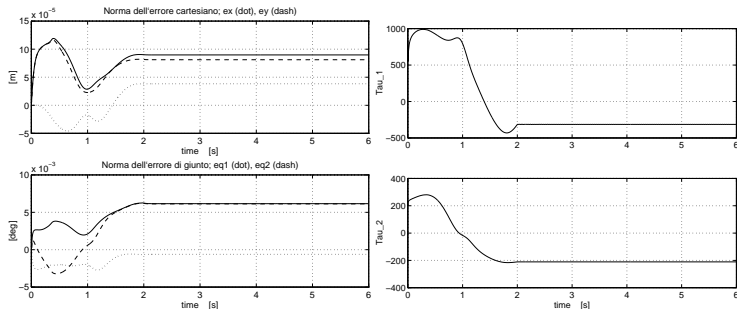 Norma dell'errore cartesiano; ex (dot), ey (dash)
x 10⁻⁵
15
10
5
0
−5
[m]
0 1 2 3 4 5 6
time [s]
Norma dell'errore di giunto; eq1 (dot), eq2 (dash)
x 10⁻³
10
5
0
−5
[deg]
0 1 2 3 4 5 6
time [s]
1000
500
0
−500
Tau_1
0 1 2 3 4 5 6
400
200
0
−200
−400
Tau_2
0 1 2 3 4 5 6
time [s]